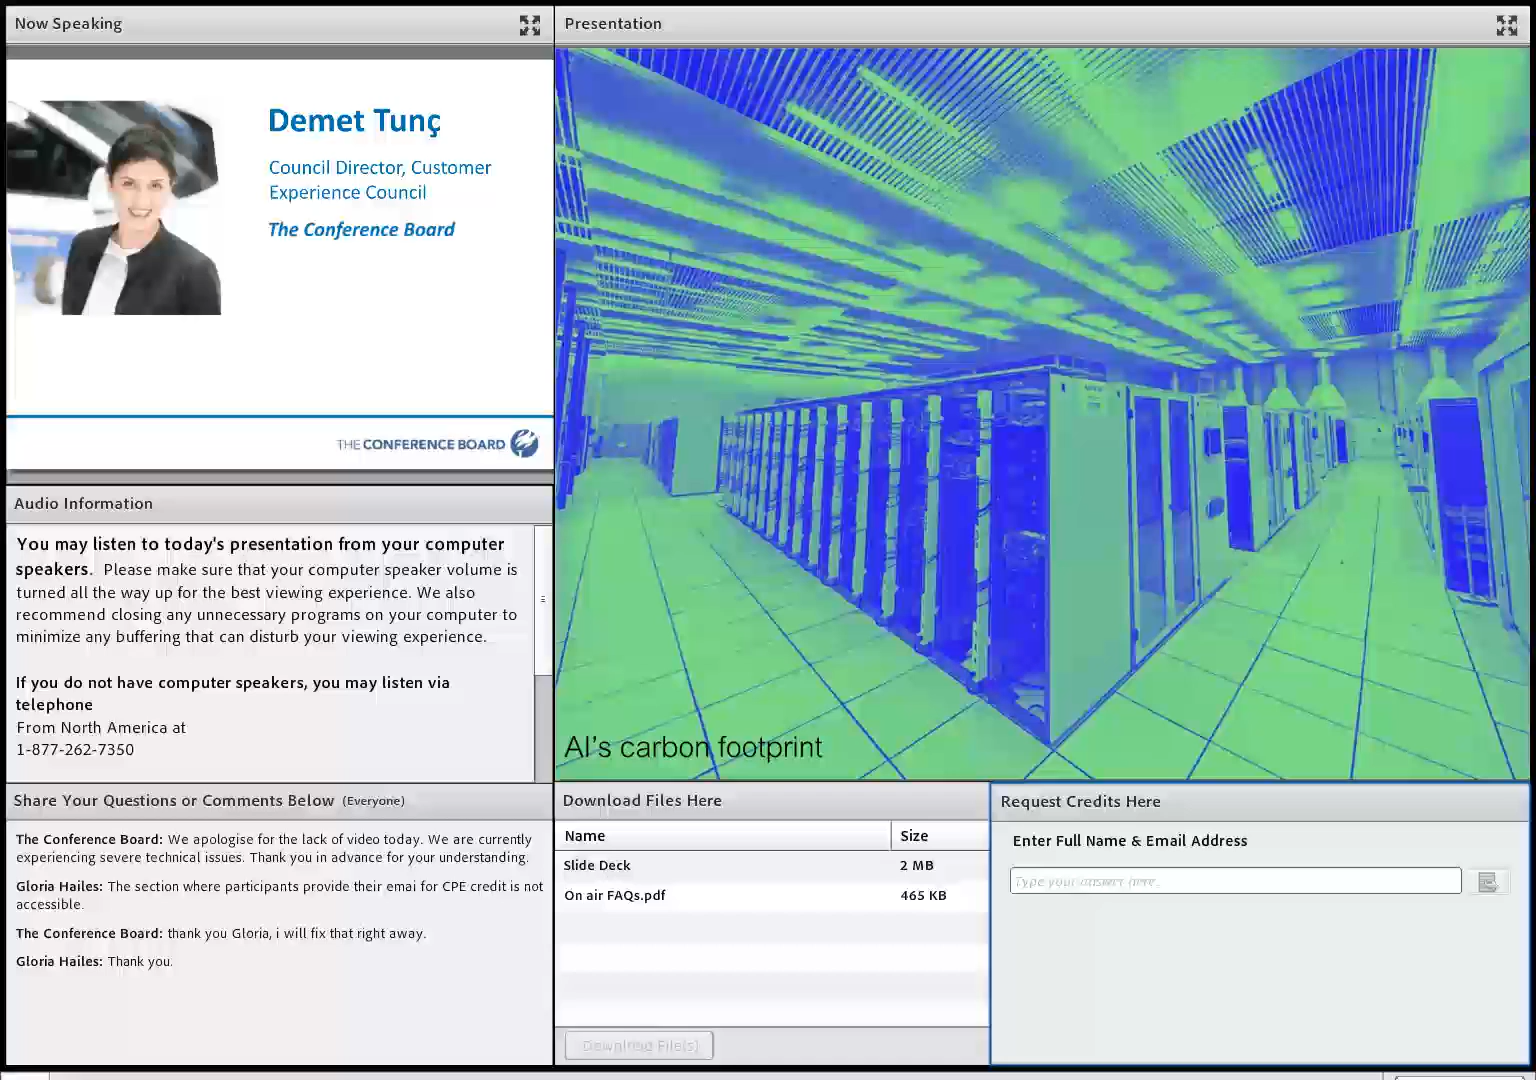 Now Speaking
Demet Tunç
Council Director, Customer
Experience Council
The Conference Board
THE CONFERENCE BOARD
Audio Information
You may listen to today's presentation from your computer
speakers. Please make sure that your computer speaker volume is
turned all the way up for the best viewing experience. We also
recommend closing any unnecessary programs on your computer to
minimize any buffering that can disturb your viewing experience.
If you do not have computer speakers, you may listen via
telephone
From North America at
1-877-262-7350
Share Your Questions or Comments Below (Everyone)
The Conference Board: We apologise for the lack of video today. We are currently
experiencing severe technical issues. Thank you in advance for your understanding.
Gloria Hailes: The section where participants provide their emai for CPE credit is not
accessible.
The Conference Board: thank you Gloria, i will fix that right away.
Gloria Hailes: Thank you.
Presentation
AI's carbon footprint
Download Files Here
Name Size
Slide Deck 2 MB
On air FAQs.pdf 465 KB
Download File(s)
Request Credits Here
Enter Full Name & Email Address
Type your answer here.